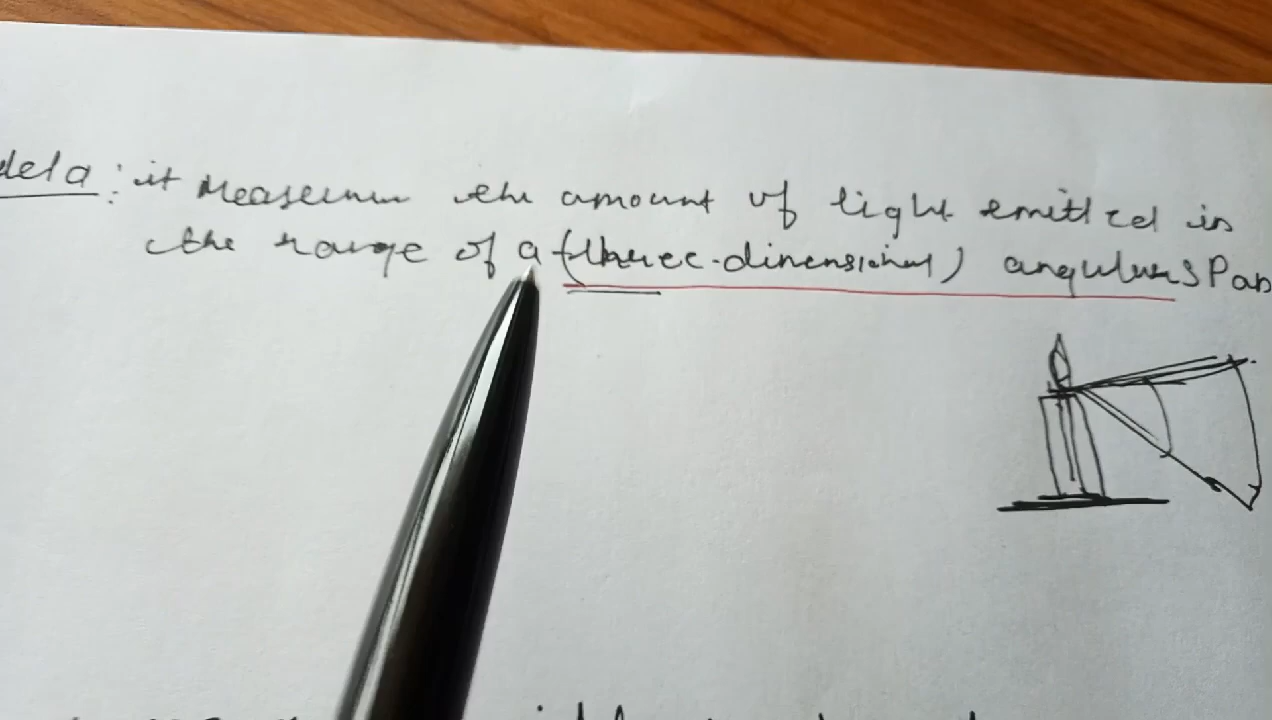 dela: it measures the amount of light emitted in
the range of a (three-dimensional) angular span